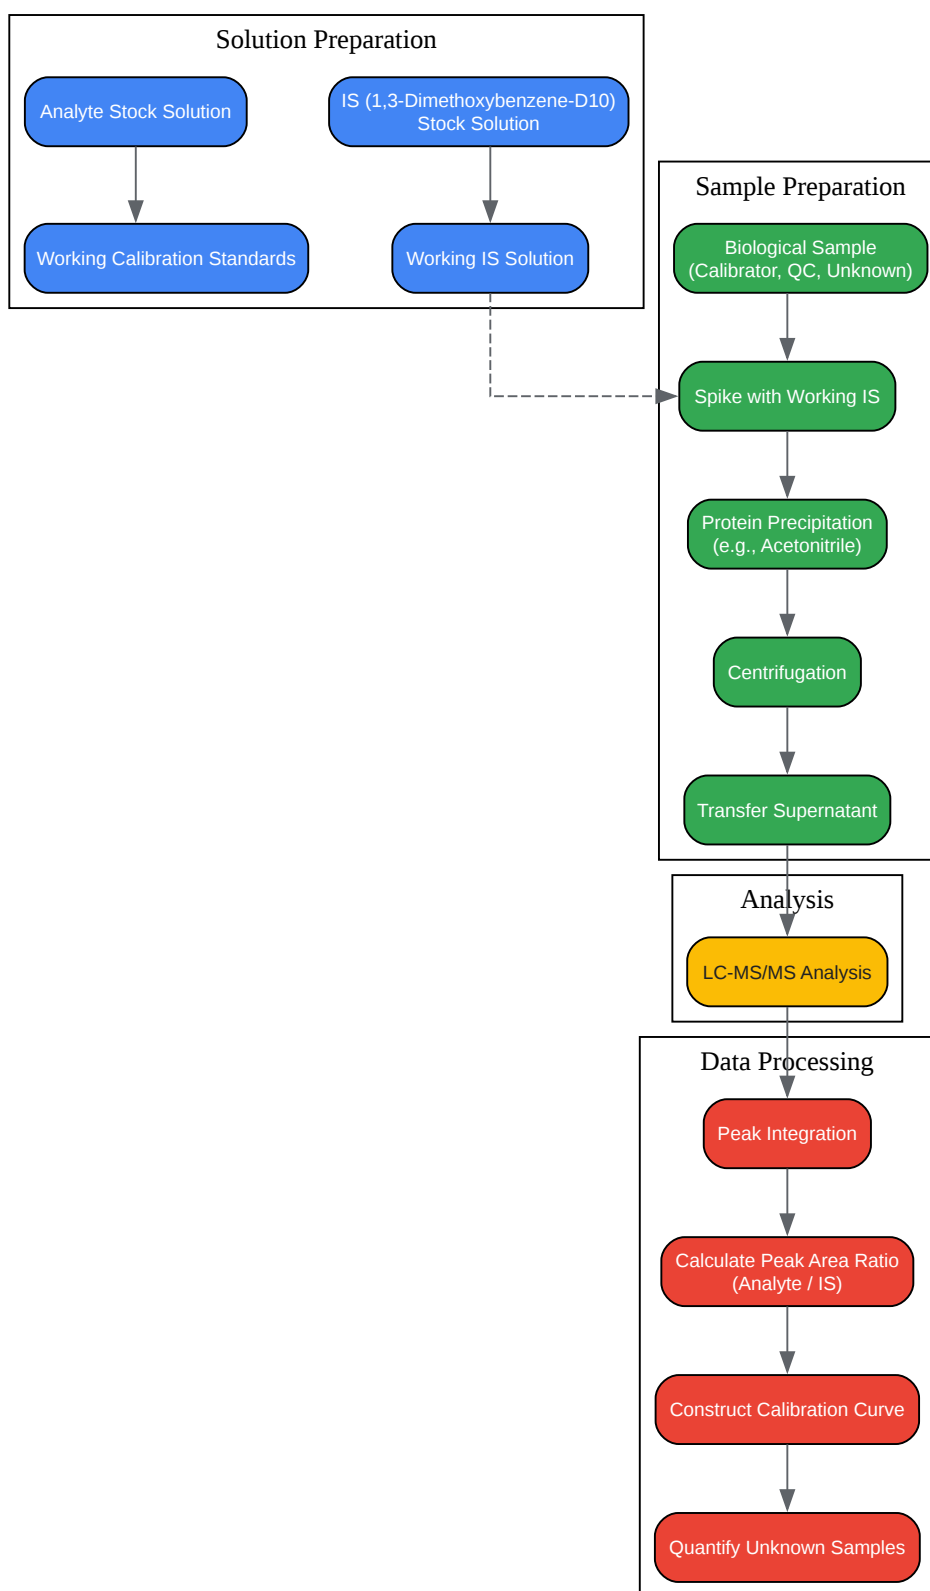 Solution Preparation
Analyte Stock Solution
IS (1,3-Dimethoxybenzene-D10)
Stock Solution
Working Calibration Standards
Working IS Solution
Sample Preparation
Biological Sample
(Calibrator, QC, Unknown)
Spike with Working IS
Protein Precipitation
(e.g., Acetonitrile)
Centrifugation
Transfer Supernatant
Analysis
LC-MS/MS Analysis
Data Processing
Peak Integration
Calculate Peak Area Ratio
(Analyte / IS)
Construct Calibration Curve
Quantify Unknown Samples